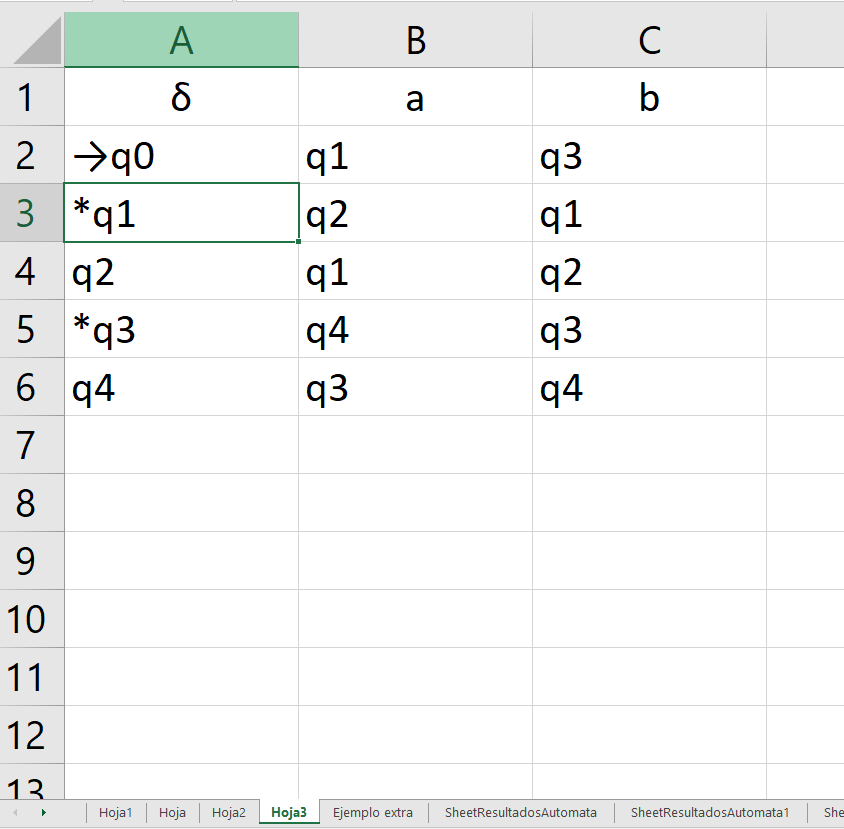 A B C
1 δ a b
2 →q0 q1 q3
3 *q1 q2 q1
4 q2 q1 q2
5 *q3 q4 q3
6 q4 q3 q4
7
8
9
10
11
12
13
Hoja1 Hoja Hoja2 Hoja3 Ejemplo extra SheetResultadosAutomata SheetResultadosAutomata1 She